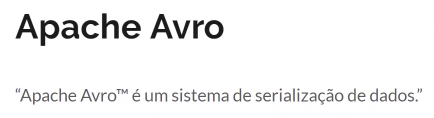 Apache Avro
“Apache Avro™ é um sistema de serialização de dados.”